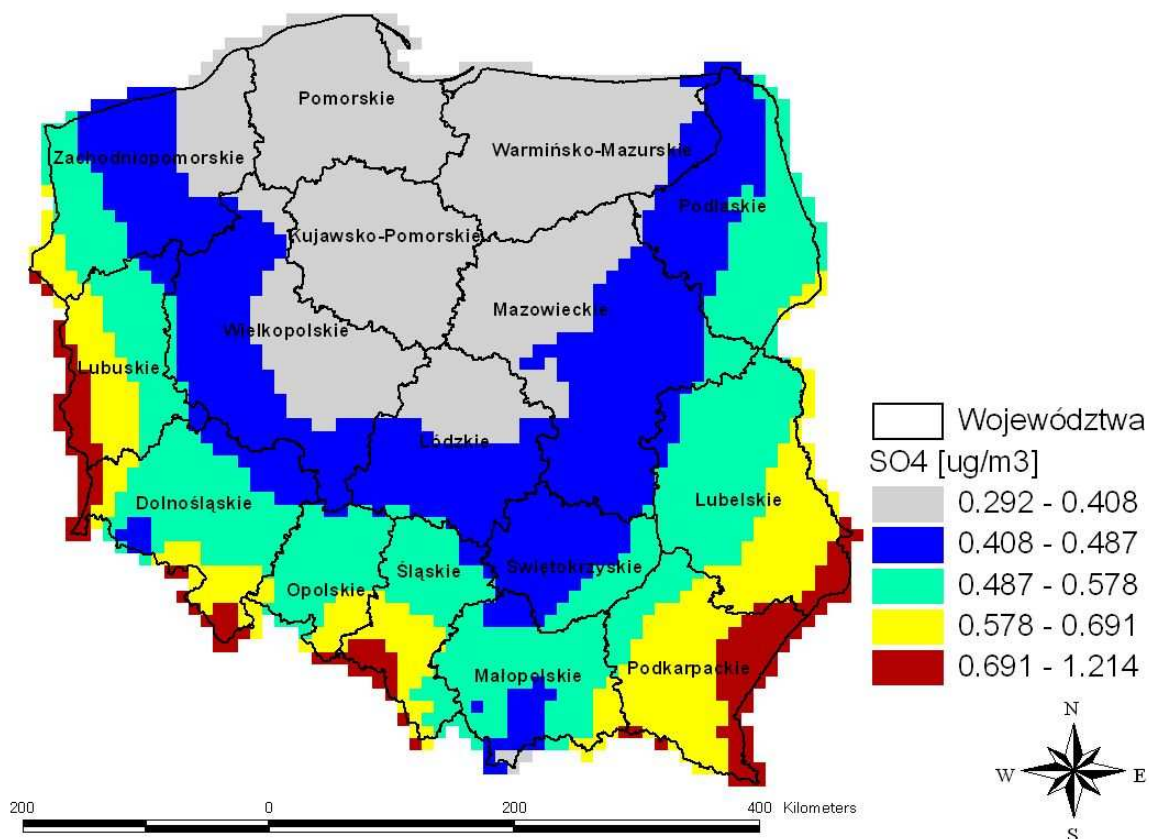 Pomorskie
Zachodniopomorskie
Warmińsko-Mazurskie
Podlaskie
Kujawsko-Pomorskie
Mazowieckie
Wielkopolskie
Lubuskie
Łódzkie
Dolnośląskie
Lubelskie
Opolskie
Śląskie
Świętokrzyskie
Małopolskie
Podkarpackie
Województwa
SO4 [ug/m3]
0.292 - 0.408
0.408 - 0.487
0.487 - 0.578
0.578 - 0.691
0.691 - 1.214
N
W E
S
200 0 200 400 Kilometers